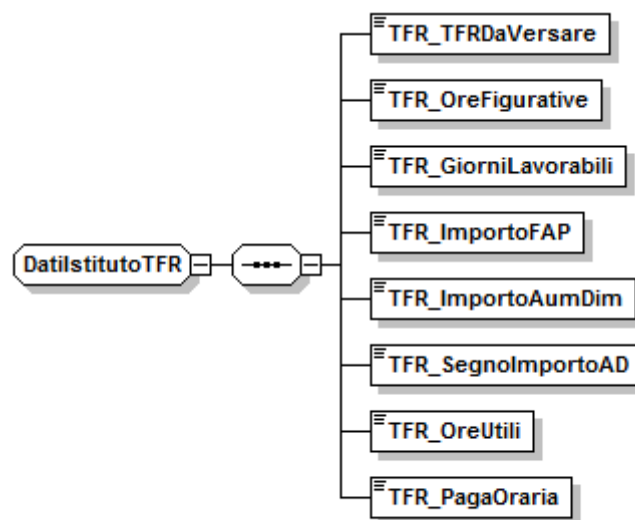 TFR_TFRDaVersare
TFR_OreFigurative
TFR_GiorniLavorabili
TFR_ImportoFAP
DatiIstitutoTFR
TFR_ImportoAumDim
TFR_SegnoImportoAD
TFR_OreUtili
TFR_PagaOraria